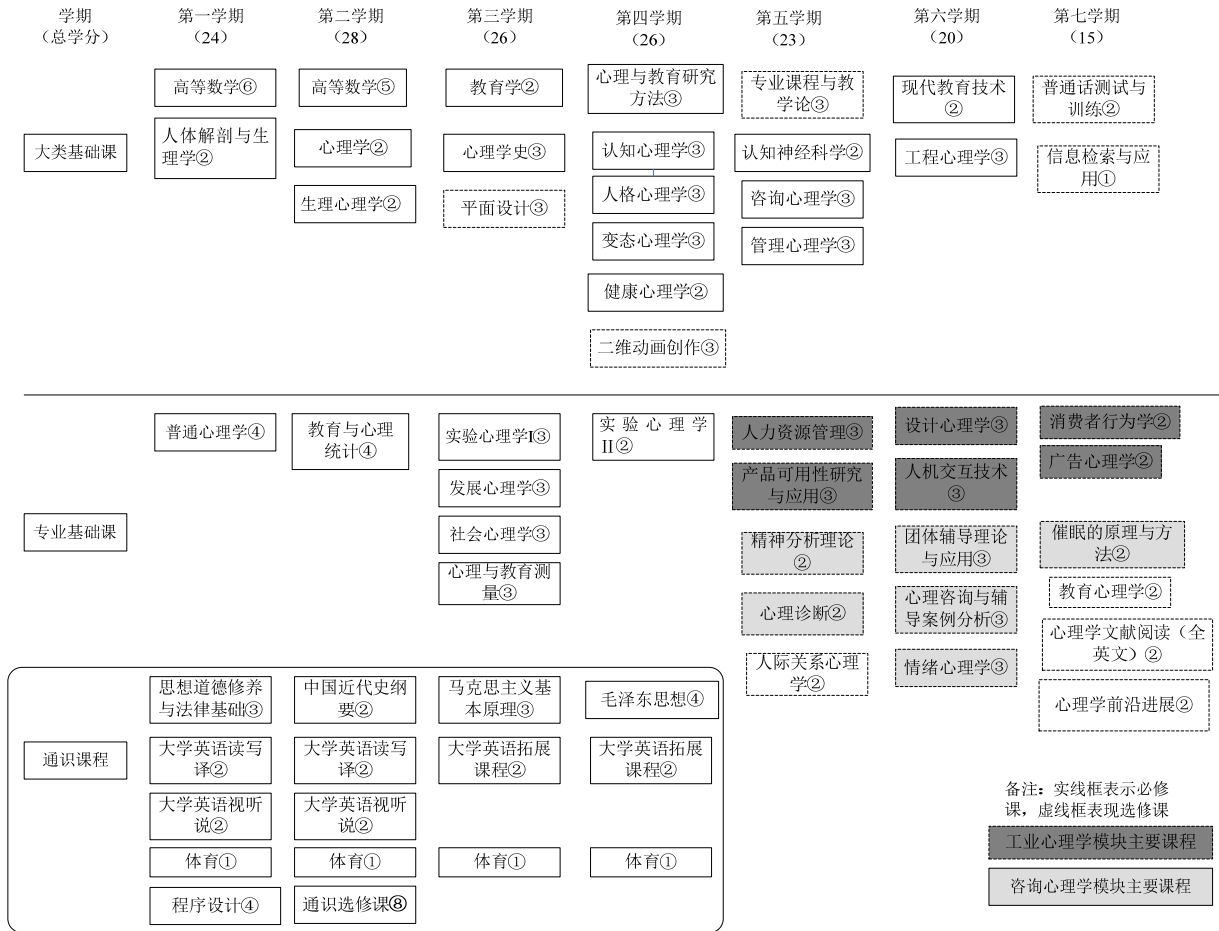 学期 第一学期 第二学期 第三学期 第四学期 第五学期 第六学期 第七学期
（总学分） （24） （28） （26） （26） （23） （20） （15）
高等数学⑥
人体解剖与生
理学②
高等数学⑤
心理学②
生理心理学②
教育学②
心理学史③
平面设计③
心理与教育研究
方法③
认知心理学③
人格心理学③
变态心理学③
健康心理学②
二维动画创作③
专业课程与教
学论③
认知神经科学②
咨询心理学③
管理心理学③
现代教育技术
②
工程心理学③
普通话测试与
训练②
信息检索与应
用①
大类基础课
专业基础课
普通心理学④
教育与心理
统计④
实验心理学I③
发展心理学③
社会心理学③
心理与教育测
量③
实验心理学
II②
人力资源管理③
产品可用性研究
与应用③
精神分析理论
②
心理诊断②
人际关系心理
学②
设计心理学③
人机交互技术
③
团体辅导理论
与应用③
心理咨询与辅
导案例分析③
情绪心理学③
消费者行为学②
广告心理学②
催眠的原理与方
法②
教育心理学②
心理学文献阅读（全
英文）②
心理学前沿进展②
通识课程
思想道德修养
与法律基础③
大学英语读写
译②
大学英语视听
说②
体育①
程序设计④
中国近代史纲
要②
大学英语读写
译②
大学英语视听
说②
体育①
通识选修课⑧
马克思主义基
本原理③
大学英语拓展
课程②
体育①
毛泽东思想④
大学英语拓展
课程②
体育①
备注：实线框表示必修
课，虚线框表现选修课
工业心理学模块主要课程
咨询心理学模块主要课程